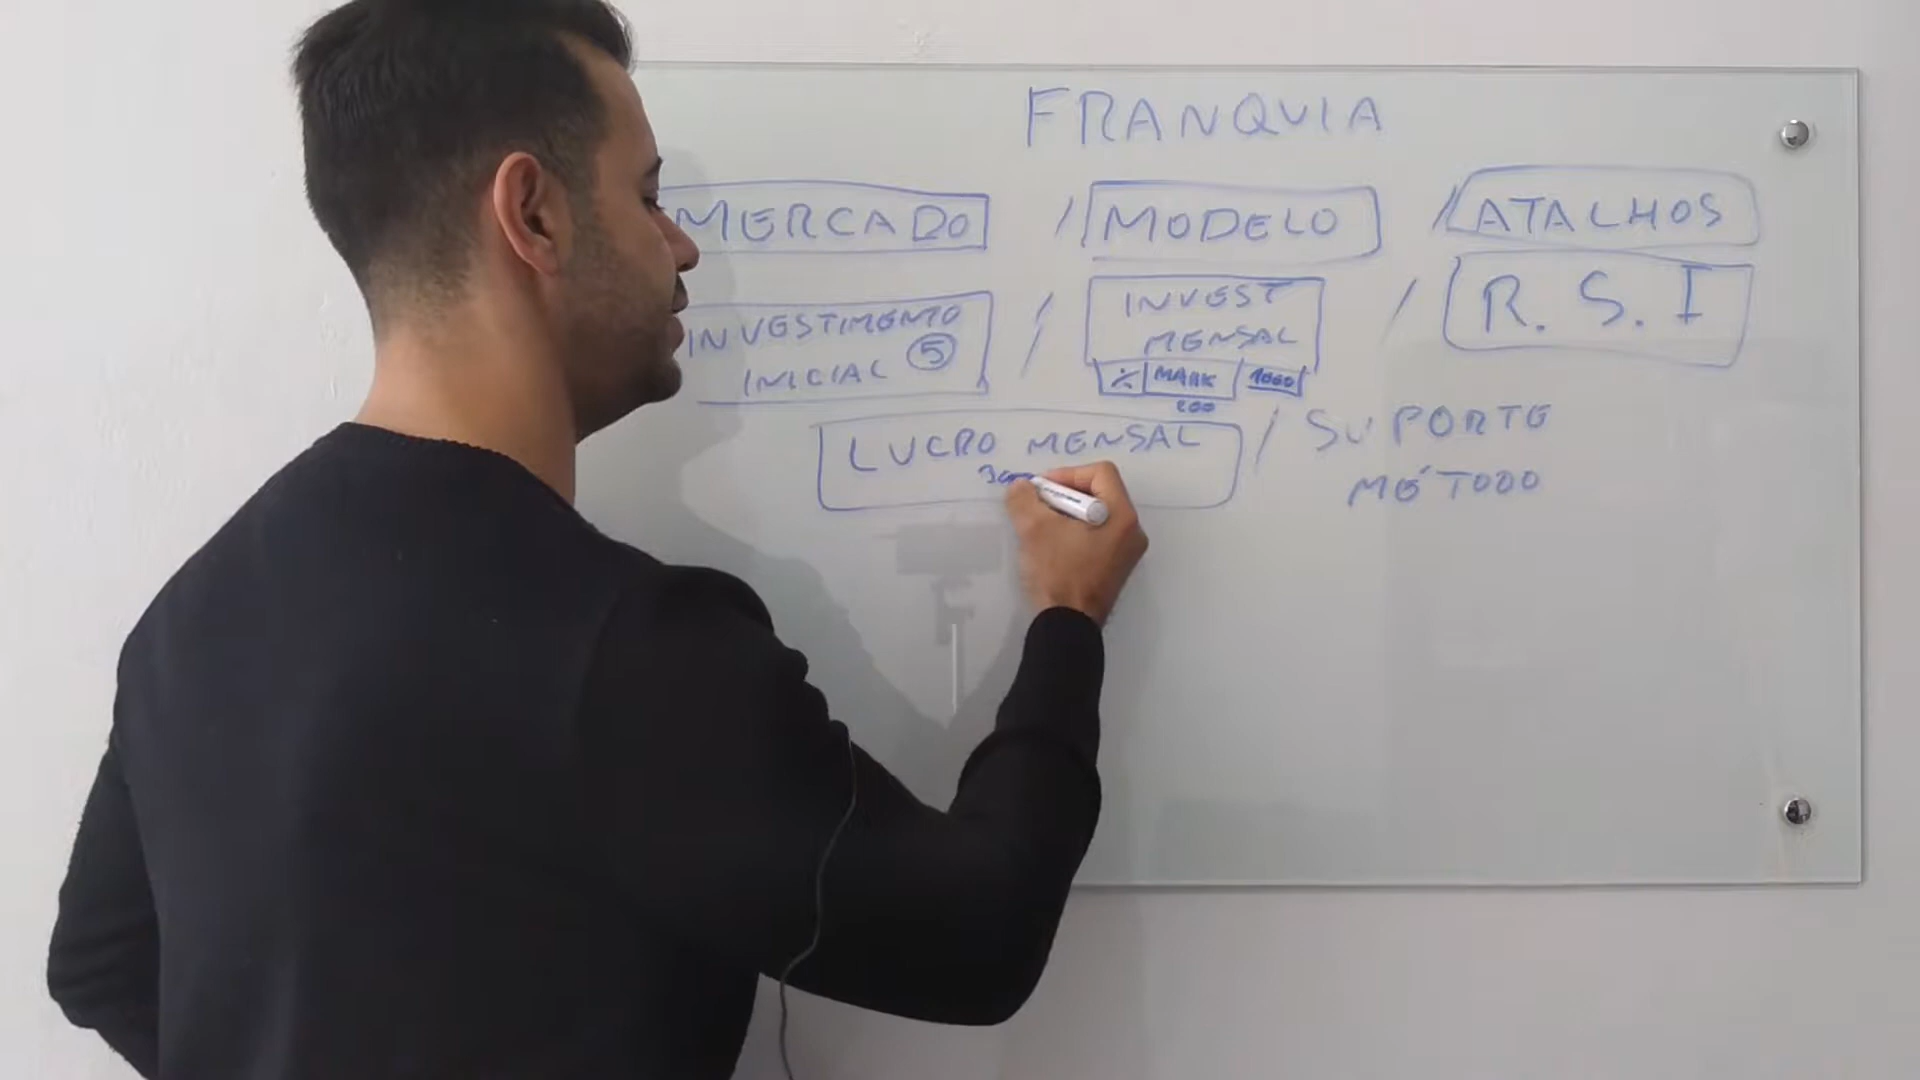 FRANQUIA
MERCADO / MODELO / ATALHOS
INVESTIMENTO / INVEST / R. S. I
INICIAL 5 MENSAL
% MARK 1000
200
LUCRO MENSAL / SUPORTE
MÉTODO